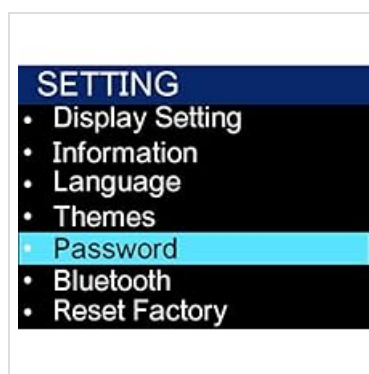 SETTING
• Display Setting
• Information
• Language
• Themes
• Password
• Bluetooth
• Reset Factory